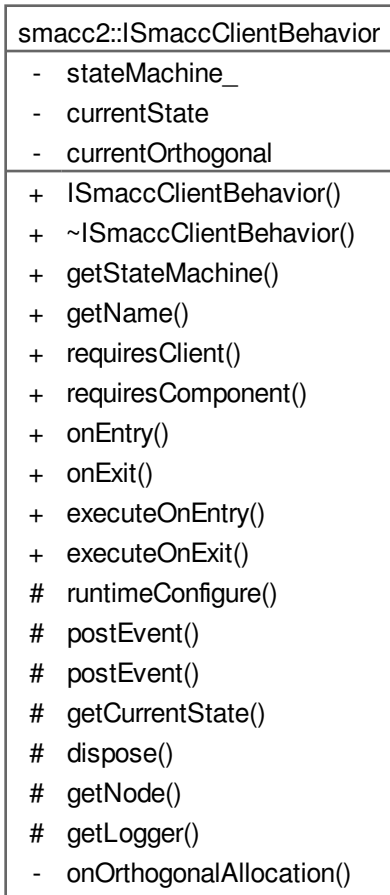 smacc2::ISmaccClientBehavior
- stateMachine_
- currentState
- currentOrthogonal
+ ISmaccClientBehavior()
+ ~ISmaccClientBehavior()
+ getStateMachine()
+ getName()
+ requiresClient()
+ requiresComponent()
+ onEntry()
+ onExit()
+ executeOnEntry()
+ executeOnExit()
# runtimeConfigure()
# postEvent()
# postEvent()
# getCurrentState()
# dispose()
# getNode()
# getLogger()
- onOrthogonalAllocation()